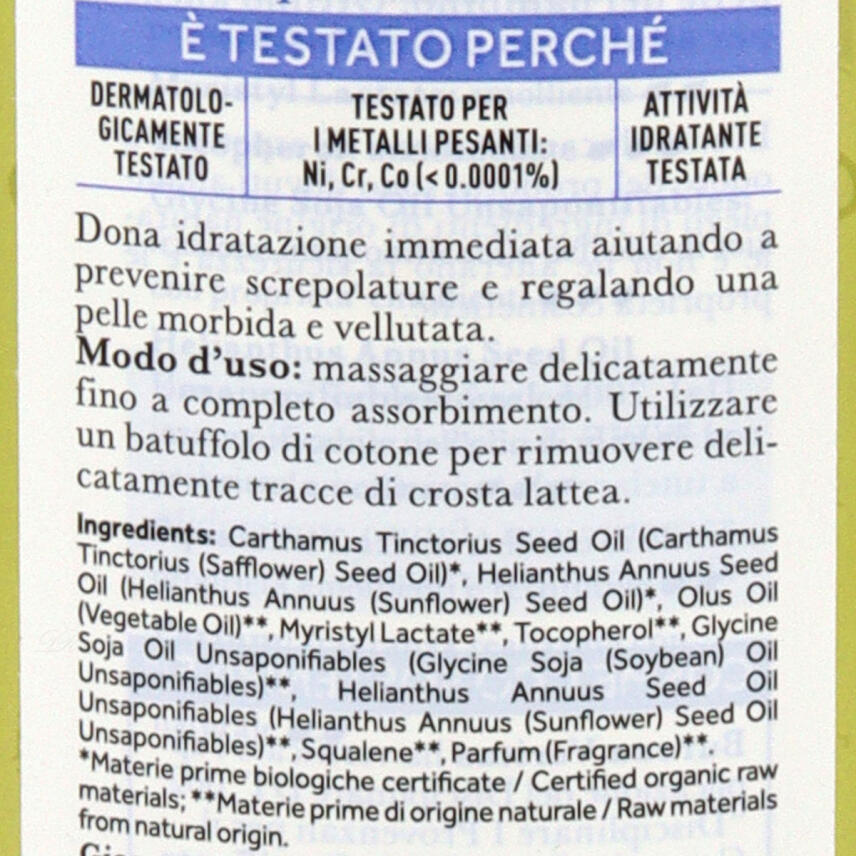 È TESTATO PERCHÉ
DERMATOLO-
GICAMENTE
TESTATO
TESTATO PER
I METALLI PESANTI:
Ni, Cr, Co (< 0.0001%)
ATTIVITÀ
IDRATANTE
TESTATA
Dona idratazione immediata aiutando a
prevenire screpolature e regalando una
pelle morbida e vellutata.
Modo d'uso: massaggiare delicatamente
fino a completo assorbimento. Utilizzare
un batuffolo di cotone per rimuovere deli-
catamente tracce di crosta lattea.
Ingredients: Carthamus Tinctorius Seed Oil (Carthamus
Tinctorius (Safflower) Seed Oil)*, Helianthus Annuus Seed
Oil (Helianthus Annuus (Sunflower) Seed Oil)*, Olus Oil
(Vegetable Oil)**, Myristyl Lactate**, Tocopherol**, Glycine
Soja Oil Unsaponifiables (Glycine Soja (Soybean) Oil
Unsaponifiables)**, Helianthus Annuus Seed Oil
Unsaponifiables (Helianthus Annuus (Sunflower) Seed Oil
Unsaponifiables)**, Squalene**, Parfum (Fragrance)**.
*Materie prime biologiche certificate / Certified organic raw
materials; **Materie prime di origine naturale / Raw materials
from natural origin.